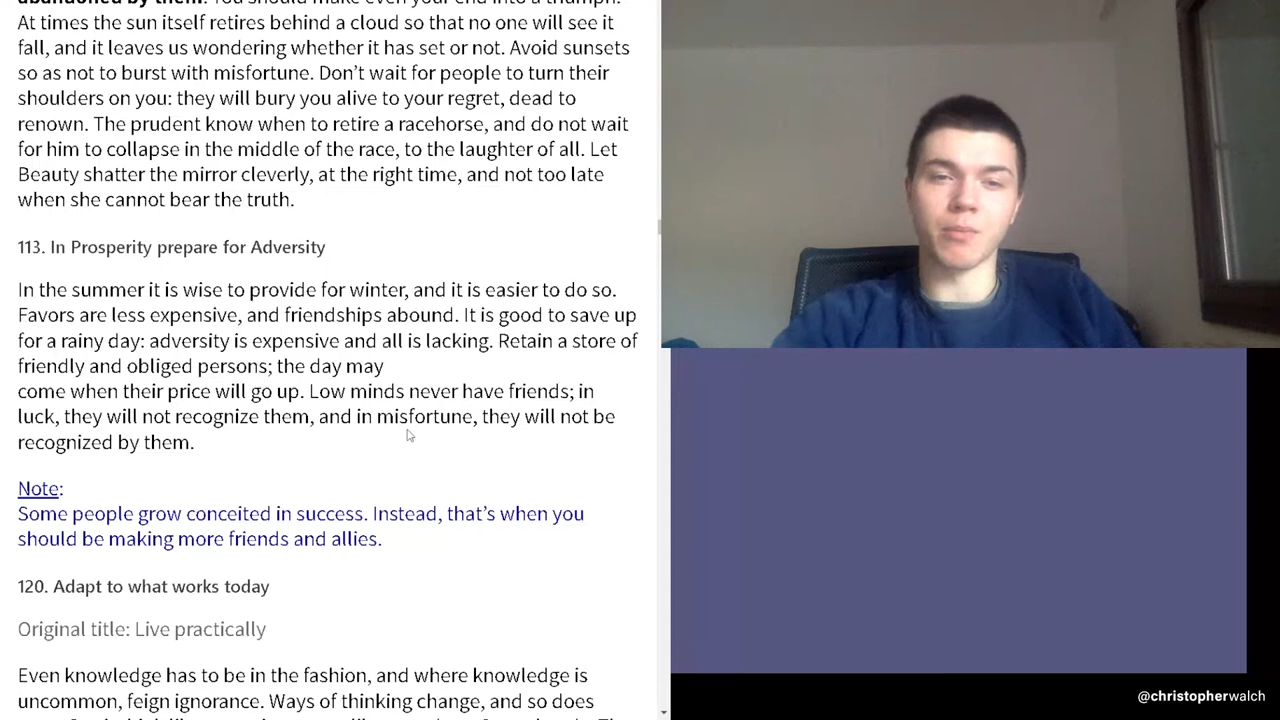 abandoned by them. You should make even your end into a triumph.
At times the sun itself retires behind a cloud so that no one will see it
fall, and it leaves us wondering whether it has set or not. Avoid sunsets
so as not to burst with misfortune. Don’t wait for people to turn their
shoulders on you: they will bury you alive to your regret, dead to
renown. The prudent know when to retire a racehorse, and do not wait
for him to collapse in the middle of the race, to the laughter of all. Let
Beauty shatter the mirror cleverly, at the right time, and not too late
when she cannot bear the truth.
113. In Prosperity prepare for Adversity
In the summer it is wise to provide for winter, and it is easier to do so.
Favors are less expensive, and friendships abound. It is good to save up
for a rainy day: adversity is expensive and all is lacking. Retain a store of
friendly and obliged persons; the day may
come when their price will go up. Low minds never have friends; in
luck, they will not recognize them, and in misfortune, they will not be
recognized by them.
Note:
Some people grow conceited in success. Instead, that’s when you
should be making more friends and allies.
120. Adapt to what works today
Original title: Live practically
Even knowledge has to be in the fashion, and where knowledge is
uncommon, feign ignorance. Ways of thinking change, and so does
@christopherwalch